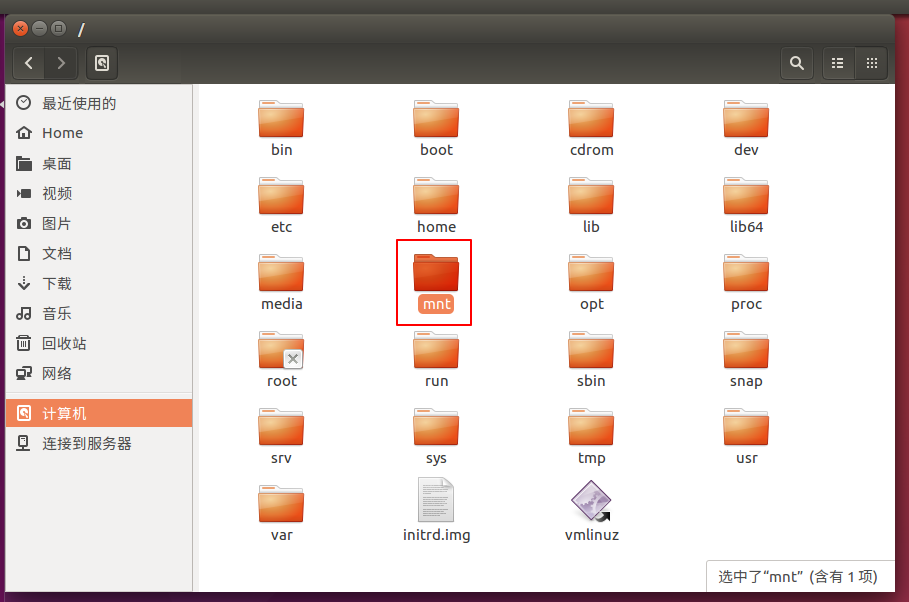 /
最近使用的
Home
桌面
视频
图片
文档
下载
音乐
回收站
网络
计算机
连接到服务器
bin boot cdrom dev
etc home lib lib64
media mnt opt proc
root run sbin snap
srv sys tmp usr
var initrd.img vmlinuz
选中了“mnt” (含有 1 项)